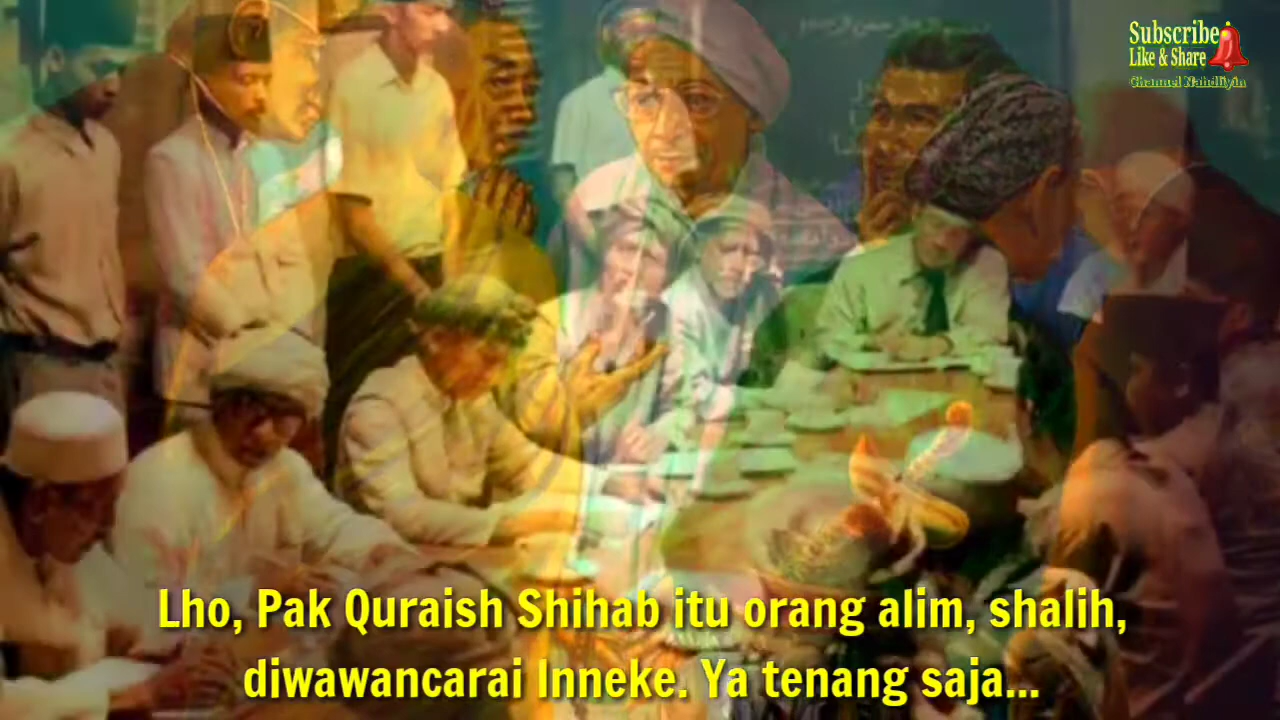 Subscribe
Like & Share
Channel Nahdliyin
Lho, Pak Quraish Shihab itu orang alim, shalih,
diwawancarai Inneke. Ya tenang saja...